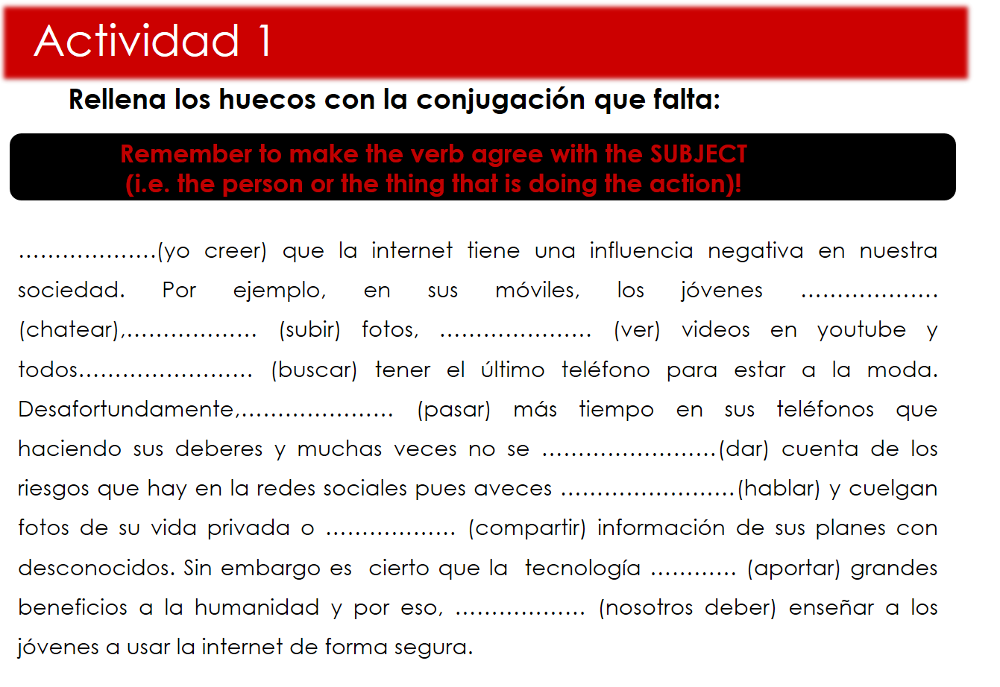 Actividad 1
Rellena los huecos con la conjugación que falta:
Remember to make the verb agree with the SUBJECT
(i.e. the person or the thing that is doing the action)!
...................(yo creer) que la internet tiene una influencia negativa en nuestra
sociedad. Por ejemplo, en sus móviles, los jóvenes ...................
(chatear),.................. (subir) fotos, ..................... (ver) videos en youtube y
todos........................ (buscar) tener el último teléfono para estar a la moda.
Desafortundamente,..................... (pasar) más tiempo en sus teléfonos que
haciendo sus deberes y muchas veces no se ........................(dar) cuenta de los
riesgos que hay en la redes sociales pues aveces ........................(hablar) y cuelgan
fotos de su vida privada o .................. (compartir) información de sus planes con
desconocidos. Sin embargo es cierto que la tecnología ............ (aportar) grandes
beneficios a la humanidad y por eso, .................. (nosotros deber) enseñar a los
jóvenes a usar la internet de forma segura.